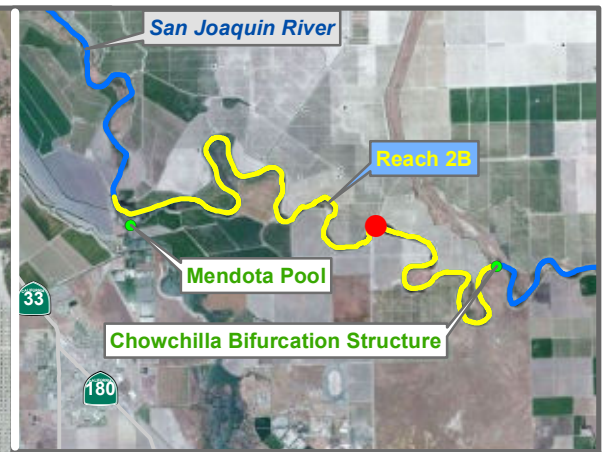 San Joaquin River
Reach 2B
Mendota Pool
33
Chowchilla Bifurcation Structure
180